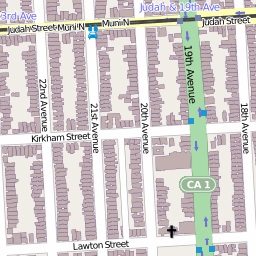 Judah & 19th Ave
3rd Ave
Judah Street
Muni N
Muni N
Judah Street
22nd Avenue
21st Avenue
20th Avenue
19th Avenue
18th Avenue
Kirkham Street
CA 1
Lawton Street